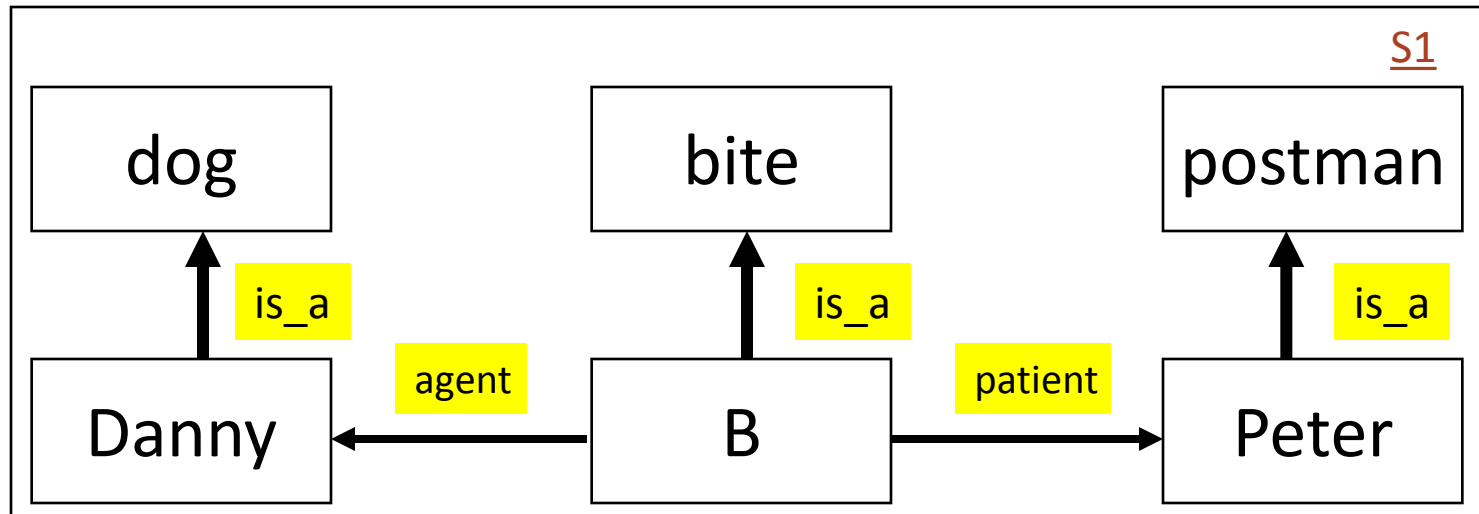 S1
dog
bite
postman
is_a
is_a
is_a
agent
patient
Danny
B
Peter